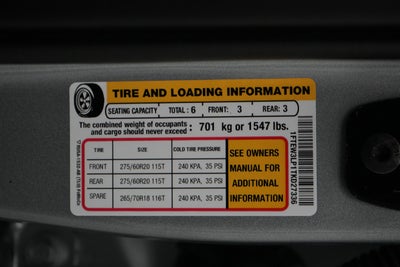 TIRE AND LOADING INFORMATION
SEATING CAPACITY TOTAL: 6 FRONT: 3 REAR: 3
The combined weight of occupants and cargo should never exceed : 701 kg or 1547 lbs.
TIRE SIZE COLD TIRE PRESSURE
FRONT 275/60R20 115T 240 KPA, 35 PSI
REAR 275/60R20 115T 240 KPA, 35 PSI
SPARE 265/70R18 116T 240 KPA, 35 PSI
SEE OWNERS
MANUAL FOR
ADDITIONAL
INFORMATION